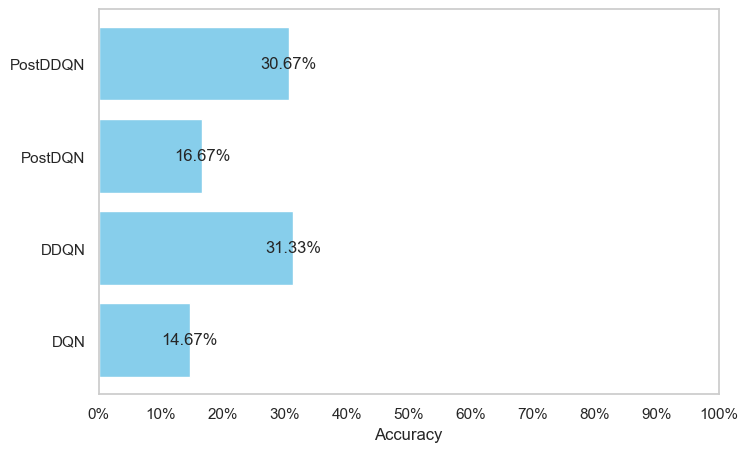 PostDDQN
30.67%
PostDQN
16.67%
DDQN
31.33%
DQN
14.67%
0% 10% 20% 30% 40% 50% 60% 70% 80% 90% 100%
Accuracy